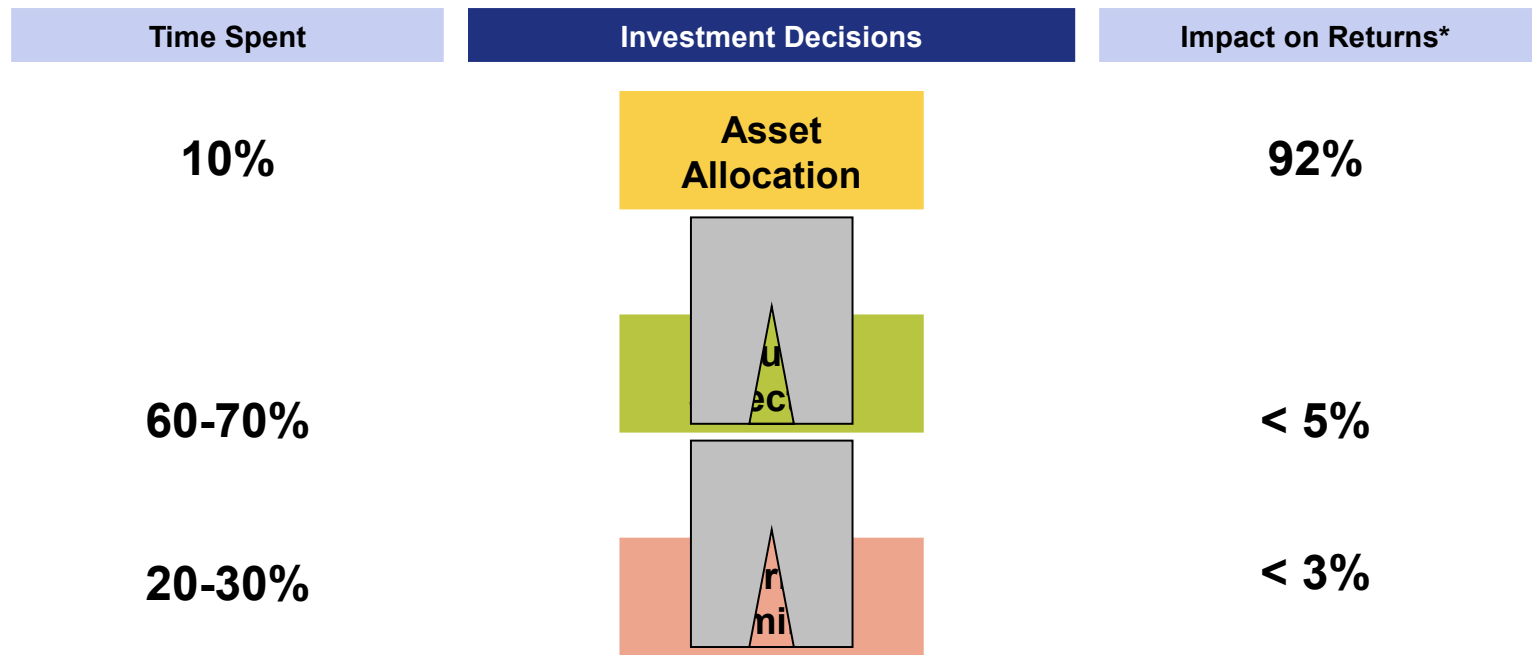 Time Spent
Investment Decisions
Impact on Returns*
10%
Asset
Allocation
92%
60-70%
< 5%
20-30%
< 3%